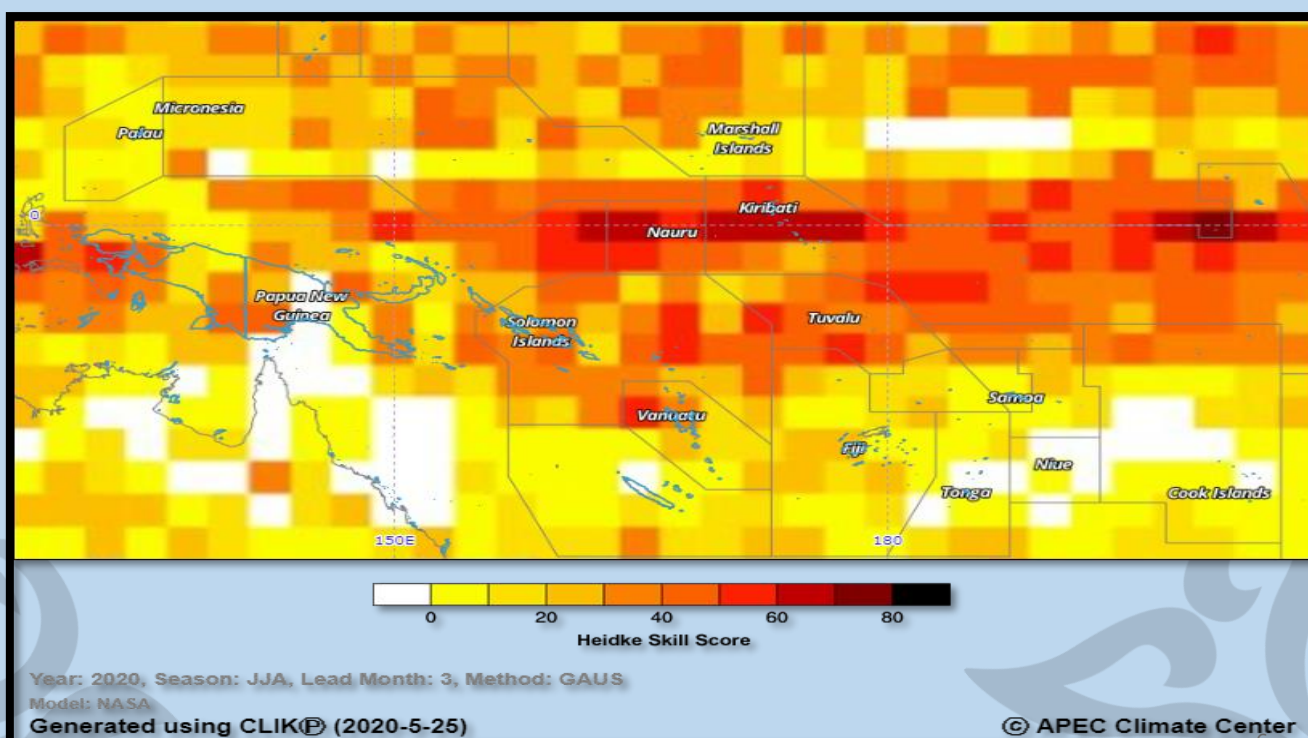 Micronesia
Palau
Marshall
Islands
0
Kiribati
Nauru
Papua New
Guinea
Solomon
Islands
Tuvalu
Samoa
Vanuatu
Fiji
Niue
Tonga
Cook Islands
150E
180
0 20 40 60 80
Heidke Skill Score
Year: 2020, Season: JJA, Lead Month: 3, Method: GAUS
Model: NASA
Generated using CLIKⓅ (2020-5-25)
© APEC Climate Center